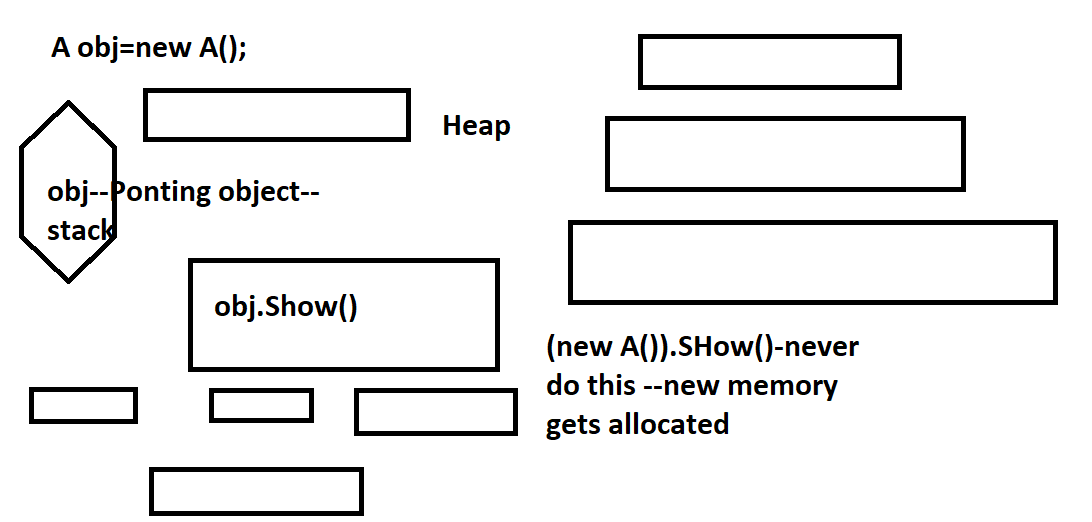 A obj=new A();
Heap
obj--Ponting object--
stack
obj.Show()
(new A()).SHow()-never
do this --new memory
gets allocated